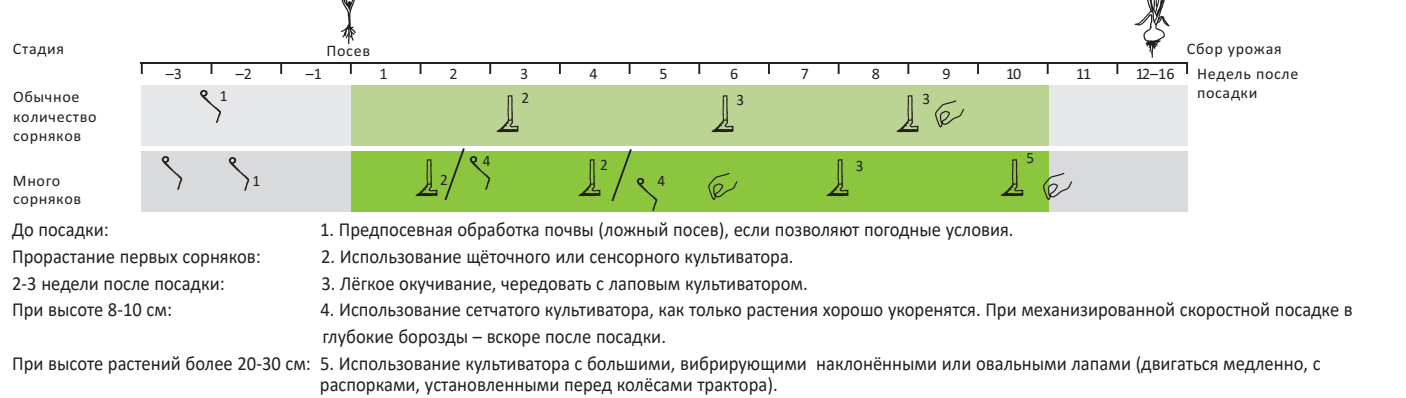 Стадия
Посев
Сбор урожая
–3 –2 –1 1 2 3 4 5 6 7 8 9 10 11 12–16
Недель после
посадки
Обычное
количество
сорняков
1 2 3 3
Много
сорняков
1 2 4 2 4 3 5
До посадки: 1. Предпосевная обработка почвы (ложный посев), если позволяют погодные условия.
Прорастание первых сорняков: 2. Использование щёточного или сенсорного культиватора.
2-3 недели после посадки: 3. Лёгкое окучивание, чередовать с лаповым культиватором.
При высоте 8-10 см: 4. Использование сетчатого культиватора, как только растения хорошо укоренятся. При механизированной скоростной посадке в
глубокие борозды – вскоре после посадки.
При высоте растений более 20-30 см: 5. Использование культиватора с большими, вибрирующими наклонёнными или овальными лапами (двигаться медленно, с
распорками, установленными перед колёсами трактора).